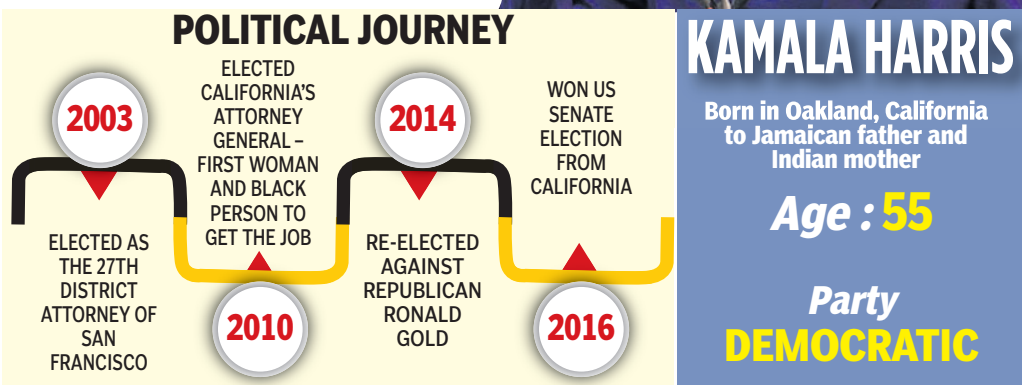 POLITICAL JOURNEY
2003
ELECTED AS
THE 27TH
DISTRICT
ATTORNEY OF
SAN
FRANCISCO
ELECTED
CALIFORNIA'S
ATTORNEY
GENERAL –
FIRST WOMAN
AND BLACK
PERSON TO
GET THE JOB
2010
2014
RE-ELECTED
AGAINST
REPUBLICAN
RONALD
GOLD
WON US
SENATE
ELECTION
FROM
CALIFORNIA
2016
KAMALA HARRIS
Born in Oakland, California
to Jamaican father and
Indian mother
Age : 55
Party
DEMOCRATIC